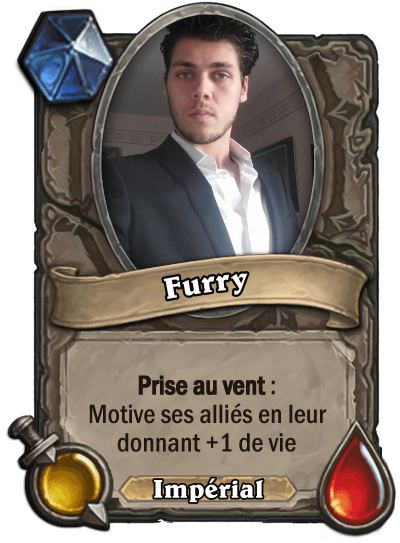 Furry
Prise au vent :
Motive ses alliés en leur
donnant +1 de vie
Impérial